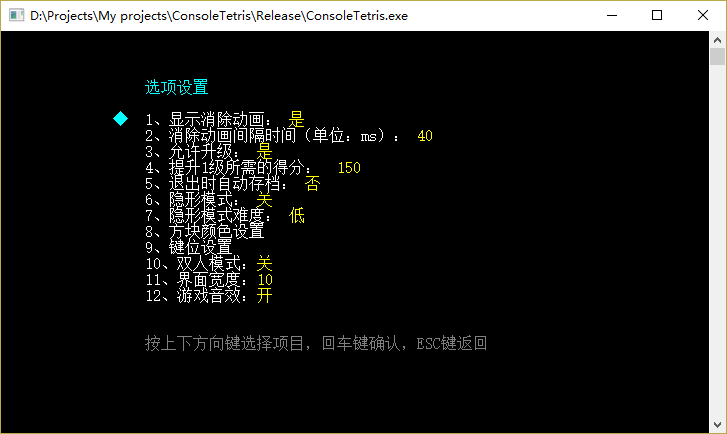 D:\Projects\My projects\ConsoleTetris\Release\ConsoleTetris.exe
选项设置
1、显示消除动画： 是
2、消除动画间隔时间（单位：ms）： 40
3、允许升级： 是
4、提升1级所需的得分： 150
5、退出时自动存档： 否
6、隐形模式： 关
7、隐形模式难度： 低
8、方块颜色设置
9、键位设置
10、双人模式：关
11、界面宽度：10
12、游戏音效：开
按上下方向键选择项目，回车键确认，ESC键返回